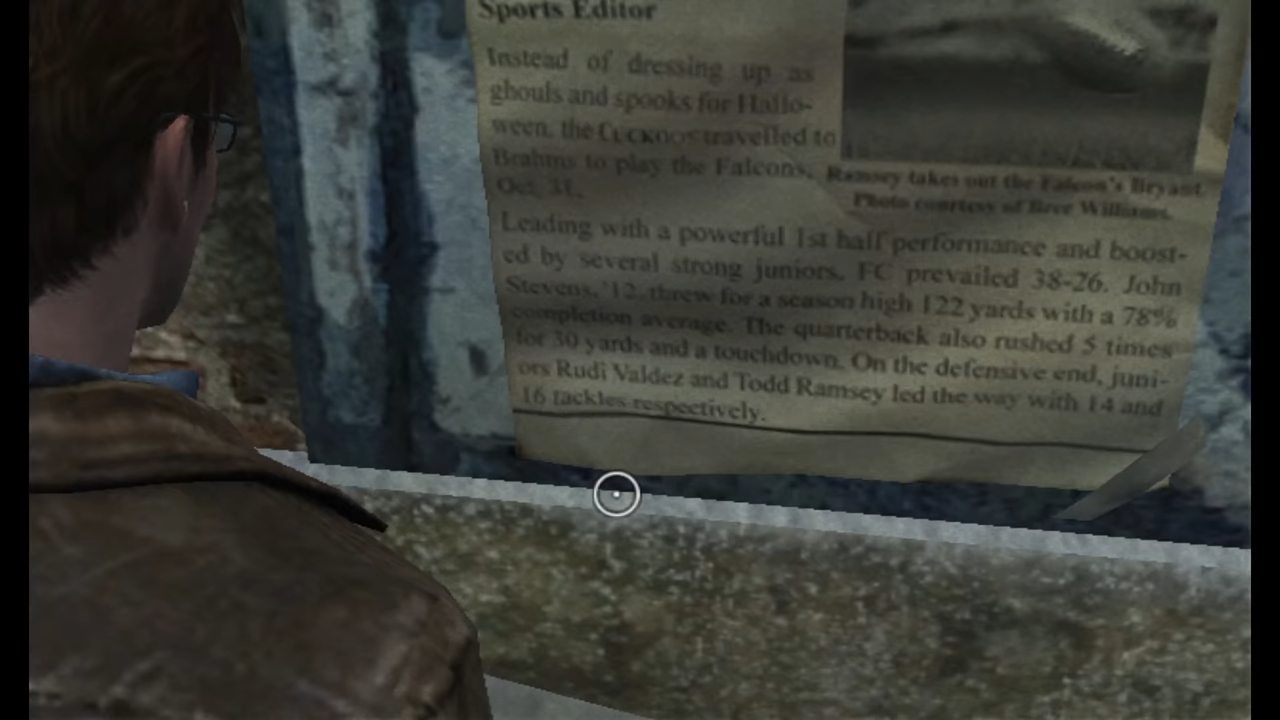 Sports Editor
Instead of dressing up as
ghouls and spooks for Hallo-
ween, the CUCKOOS travelled to
Brahms to play the Falcons,
Oct. 31.
Ramsey takes out the Falcon's Bryant.
Photo courtesy of Bree Williams.
Leading with a powerful 1st half performance and boost-
ed by several strong juniors, FC prevailed 38-26. John
Stevens, '12, threw for a season high 122 yards with a 78%
completion average. The quarterback also rushed 5 times
for 30 yards and a touchdown. On the defensive end, juni-
ors Rudi Valdez and Todd Ramsey led the way with 14 and
16 tackles respectively.